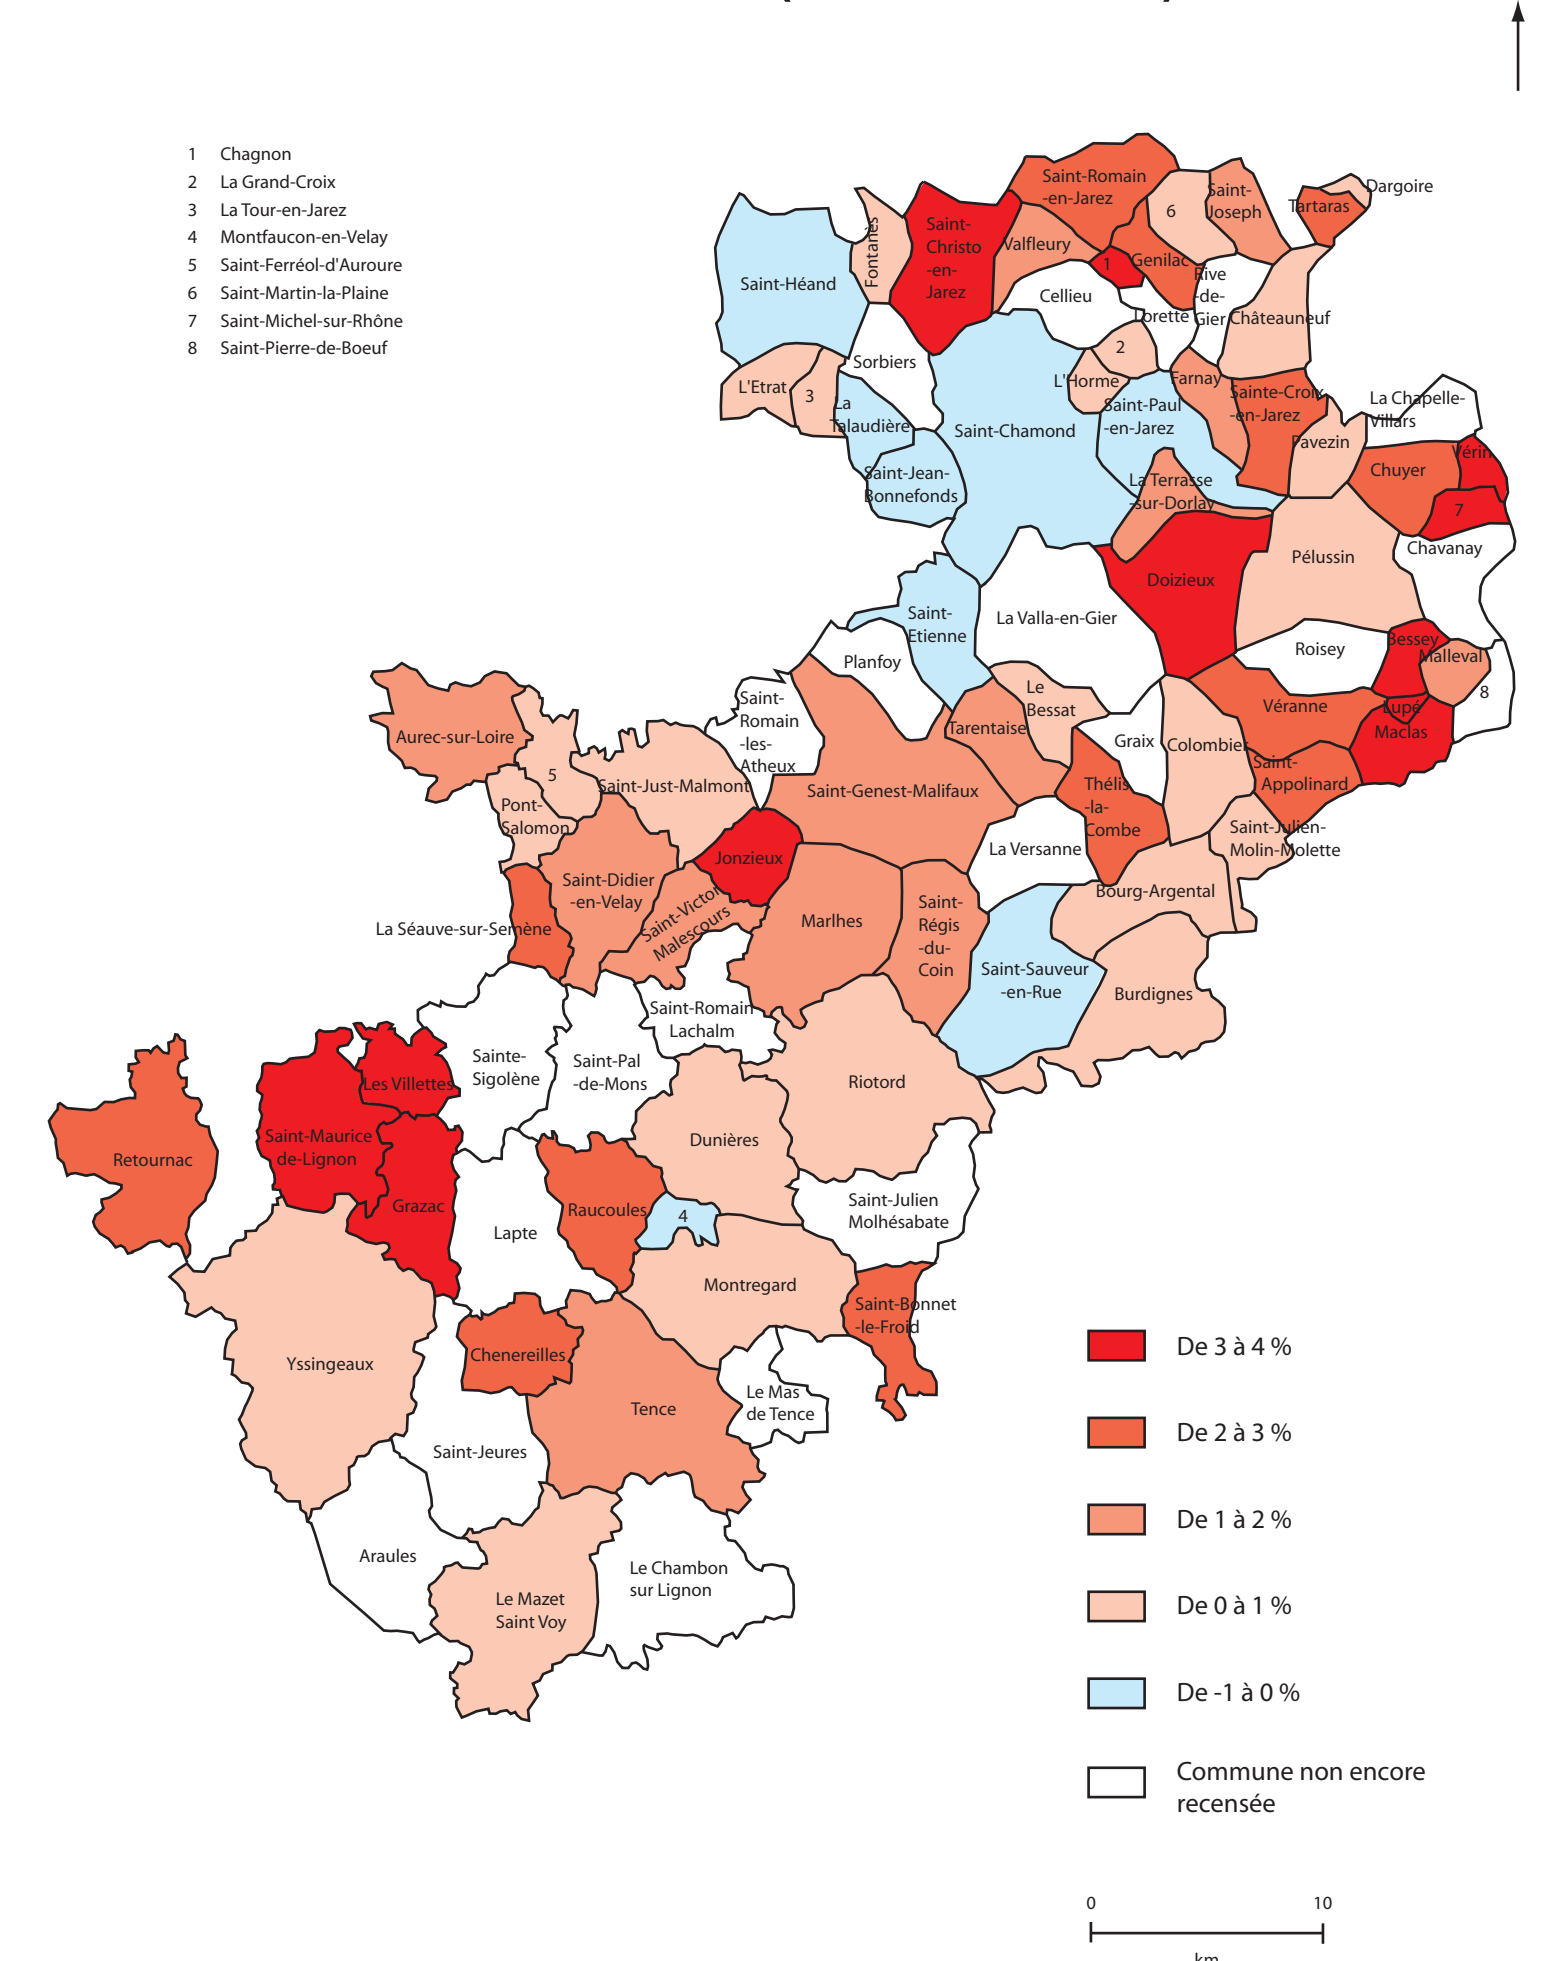 1 Chagnon
2 La Grand-Croix
3 La Tour-en-Jarez
4 Montfaucon-en-Velay
5 Saint-Ferréol-d'Auroure
6 Saint-Martin-la-Plaine
7 Saint-Michel-sur-Rhône
8 Saint-Pierre-de-Boeuf
Saint-Romain
-en-Jarez
Saint-
Joseph
6
Dargoire
Tartaras
Saint-
Christo
-en-
Jarez
Fontanes
Valfleury
1
Genilac
Rive
-de-
Gier
Saint-Héand
Cellieu
Lorette
Châteauneuf
2
Sorbiers
L'Etrat
3
L'Horme
Farnay
La
Talaudière
Saint-Paul
-en-Jarez
Sainte-Croix
-en-Jarez
La Chapelle-
Villars
Saint-Chamond
Pavezin
Vérin
Chuyer
Saint-Jean-
Bonnefonds
La Terrasse
-sur-Dorlay
7
Chavanay
Pélussin
Doizieux
Saint-
Etienne
La Valla-en-Gier
Roisey
Bessey
Malleval
8
Planfoy
Le
Bessat
Saint-
Romain
-les-
Atheux
Véranne
Lupé
Maclas
Tarentaise
Graix
Colombier
Aurec-sur-Loire
5
Saint-Just-Malmont
Saint-Genest-Malifaux
Saint-
Appolinard
Thélis
-la-
Combe
Pont-
Salomon
Saint-Julien-
Molin-Molette
La Versanne
Jonzieux
Saint-Didier
-en-Velay
Bourg-Argental
Saint-Victor
Malescours
Marlhes
Saint-
Régis
-du-
Coin
La Séauve-sur-Semène
Saint-Sauveur
-en-Rue
Burdignes
Saint-Romain
Lachalm
Sainte-
Sigolène
Saint-Pal
-de-Mons
Riotord
Les Villettes
Saint-Maurice
de-Lignon
Dunières
Retournac
Grazac
Raucoules
4
Saint-Julien
Molhésabate
Lapte
Montregard
Saint-Bonnet
-le-Froid
Yssingeaux
Chenereilles
Le Mas
de Tence
Tence
Saint-Jeures
Araules
Le Chambon
sur Lignon
Le Mazet
Saint Voy
De 3 à 4 %
De 2 à 3 %
De 1 à 2 %
De 0 à 1 %
De -1 à 0 %
Commune non encore
recensée
0 10
km